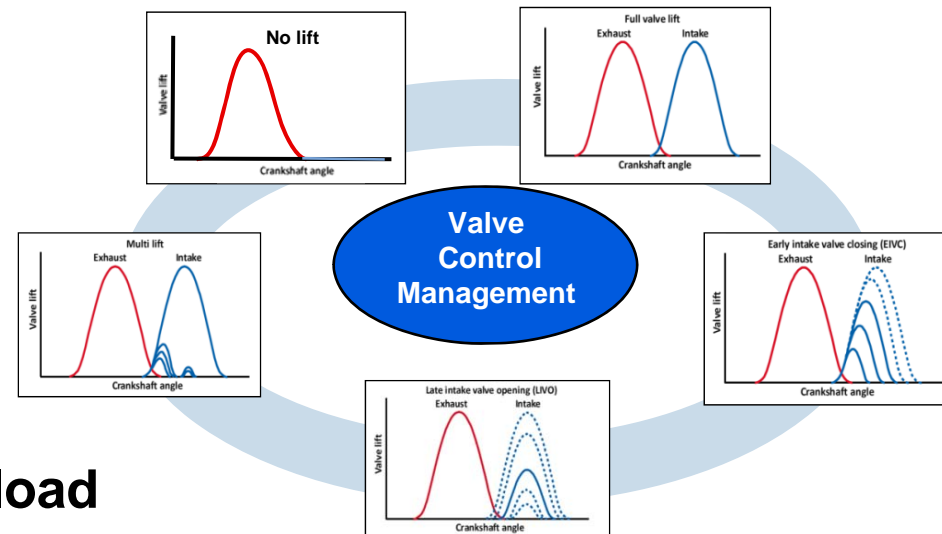 No lift
Valve lift
Crankshaft angle
Full valve lift
Exhaust Intake
Valve lift
Crankshaft angle
Valve
Control
Management
Multi lift
Exhaust Intake
Valve lift
Crankshaft angle
Early intake valve closing (EIVC)
Exhaust Intake
Valve lift
Crankshaft angle
Late intake valve opening (LIVO)
Exhaust Intake
Valve lift
Crankshaft angle
load